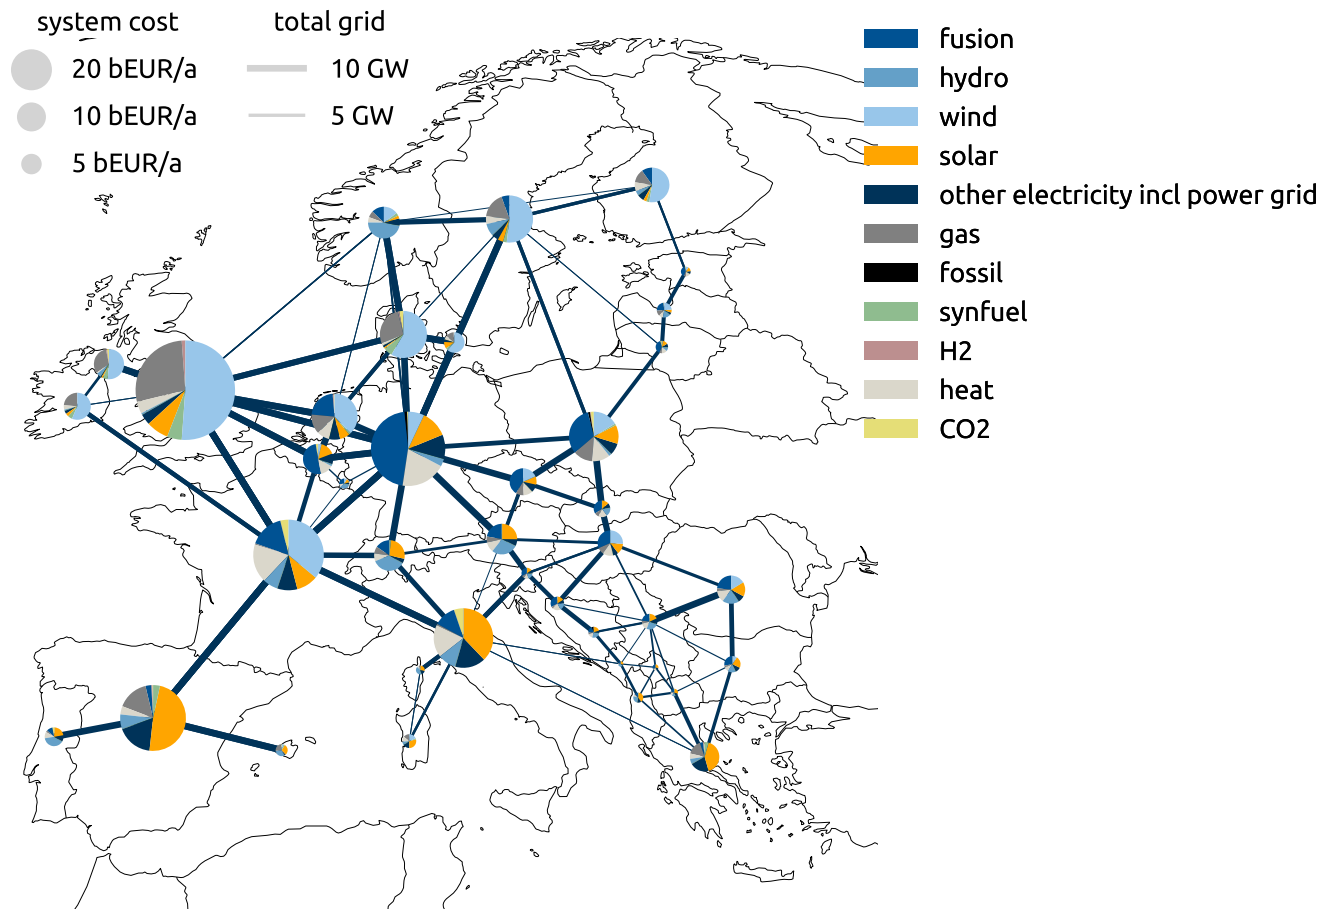 system cost
total grid
20 bEUR/a
10 GW
10 bEUR/a
5 GW
5 bEUR/a
fusion
hydro
wind
solar
other electricity incl power grid
gas
fossil
synfuel
H2
heat
CO2